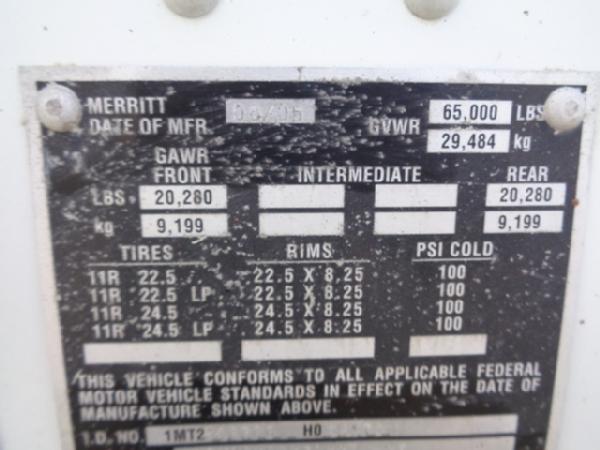 MERRITT
DATE OF MFR. GVWR 65,000 LBS
29,484 kg
GAWR
FRONT INTERMEDIATE REAR
LBS 20,280 20,280
kg 9,199 9,199
TIRES RIMS PSI COLD
11R 22.5 22.5 X 8.25 100
11R 22.5 LP 22.5 X 8.25 100
11R 24.5 24.5 X 8.25 100
11R 24.5 LP 24.5 X 8.25 100
THIS VEHICLE CONFORMS TO ALL APPLICABLE FEDERAL
MOTOR VEHICLE STANDARDS IN EFFECT ON THE DATE OF
MANUFACTURE SHOWN ABOVE.
I.D. NO. 1MT2 H0